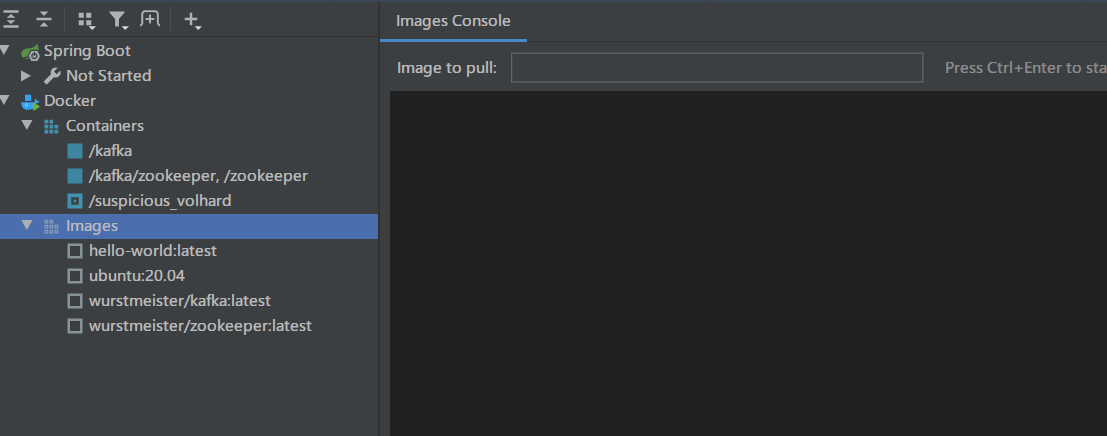 Images Console
Spring Boot
Image to pull:
Press Ctrl+Enter to sta
Not Started
Docker
Containers
/kafka
/kafka/zookeeper, /zookeeper
/suspicious_volhard
Images
hello-world:latest
ubuntu:20.04
wurstmeister/kafka:latest
wurstmeister/zookeeper:latest